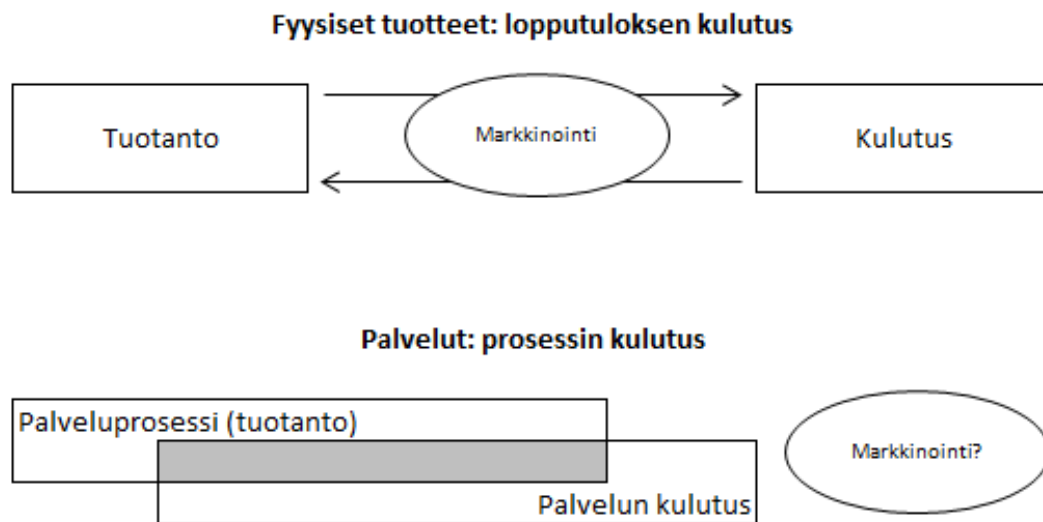 Fyysiset tuotteet: lopputuloksen kulutus
Tuotanto
Markkinointi
Kulutus
Palvelut: prosessin kulutus
Palveluprosessi (tuotanto)
Markkinointi?
Palvelun kulutus